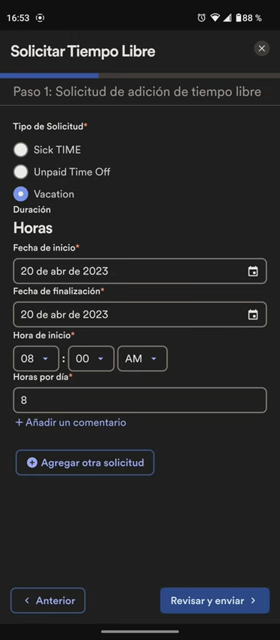 16:53
88 %
Solicitar Tiempo Libre
Paso 1: Solicitud de adición de tiempo libre
Tipo de Solicitud*
Sick TIME
Unpaid Time Off
Vacation
Duración
Horas
Fecha de inicio*
20 de abr de 2023
Fecha de finalización*
20 de abr de 2023
Hora de inicio*
08 : 00 AM
Horas por día*
8
+ Añadir un comentario
Agregar otra solicitud
Anterior
Revisar y enviar